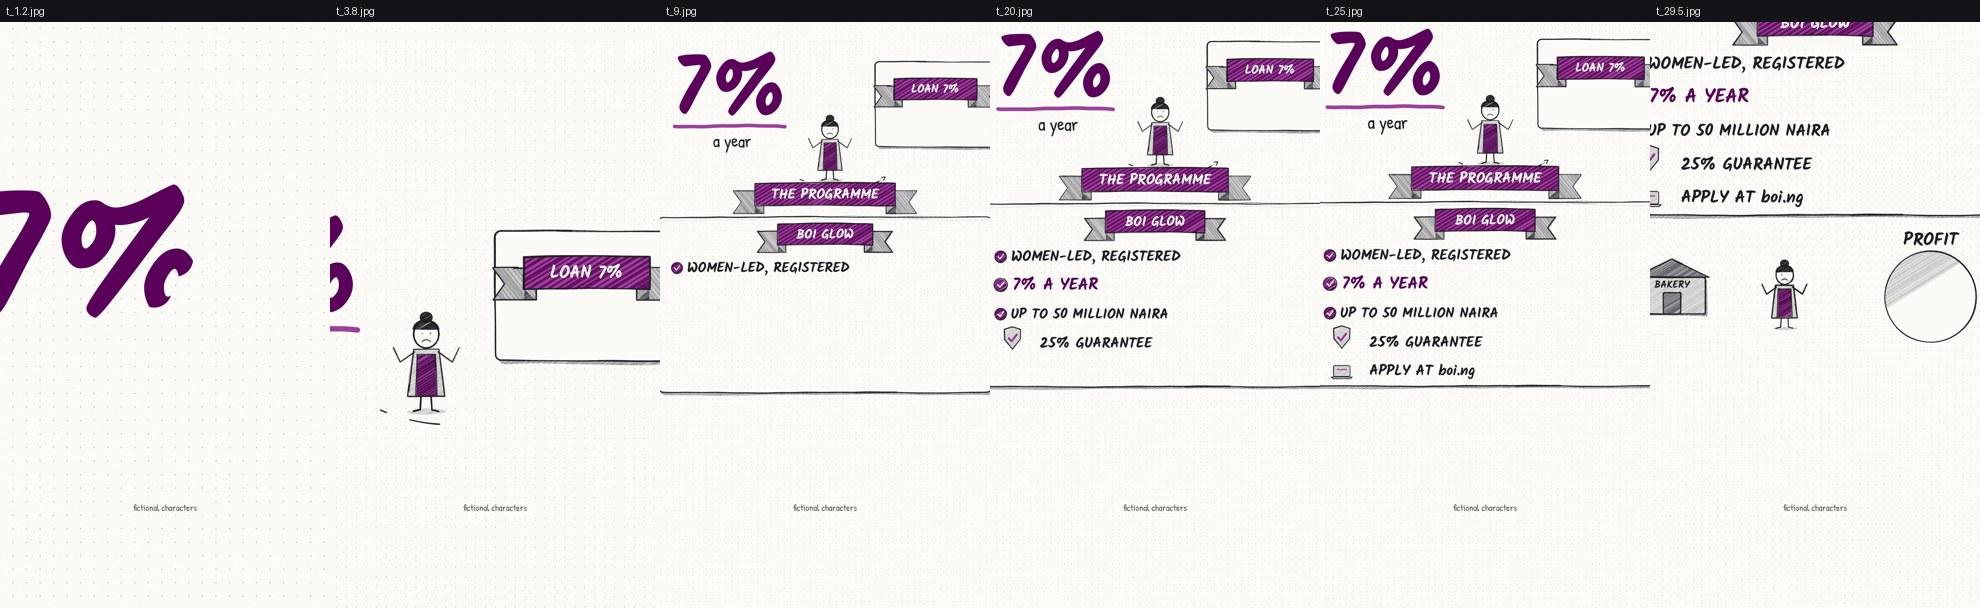 t_1.2.jpg
t_3.8.jpg
t_9.jpg
t_20.jpg
t_25.jpg
t_29.5.jpg
7%
fictional characters
%
LOAN 7%
fictional characters
7%
a year
LOAN 7%
THE PROGRAMME
BOI GLOW
WOMEN-LED, REGISTERED
fictional characters
7%
a year
LOAN 7%
THE PROGRAMME
BOI GLOW
WOMEN-LED, REGISTERED
7% A YEAR
UP TO 50 MILLION NAIRA
25% GUARANTEE
fictional characters
7%
a year
LOAN 7%
THE PROGRAMME
BOI GLOW
WOMEN-LED, REGISTERED
7% A YEAR
UP TO 50 MILLION NAIRA
25% GUARANTEE
APPLY AT boi.ng
fictional characters
BOI GLOW
WOMEN-LED, REGISTERED
7% A YEAR
UP TO 50 MILLION NAIRA
25% GUARANTEE
APPLY AT boi.ng
PROFIT
BAKERY
fictional characters